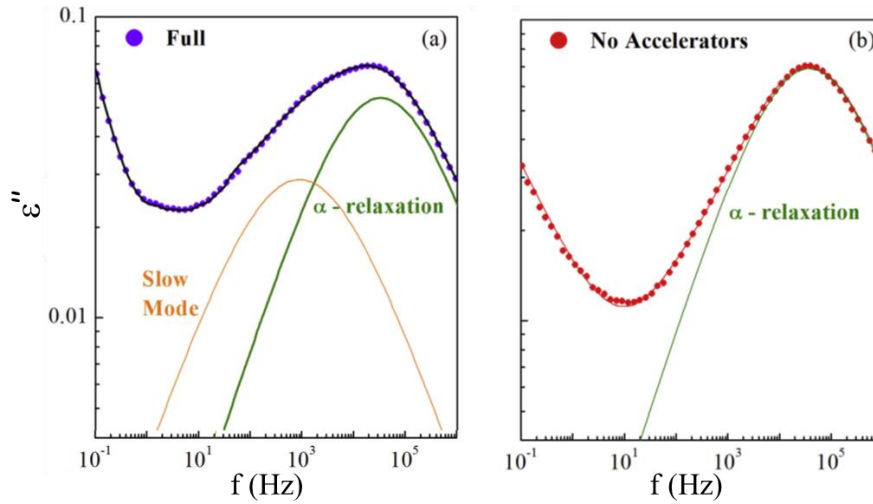 0.1
Full
(a)
ε"
α - relaxation
Slow
Mode
0.01
10⁻¹ 10¹ 10³ 10⁵
f (Hz)
No Accelerators
(b)
α - relaxation
10⁻¹ 10¹ 10³ 10⁵
f (Hz)